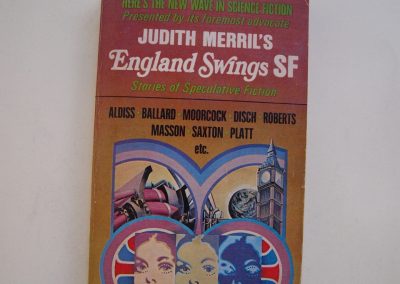 HERE'S THE NEW WAVE IN SCIENCE FICTION
Presented by its foremost advocate
JUDITH MERRIL'S
England Swings SF
Stories of Speculative Fiction
ALDISS BALLARD MOORCOCK DISCH ROBERTS
MASSON SAXTON PLATT
etc.